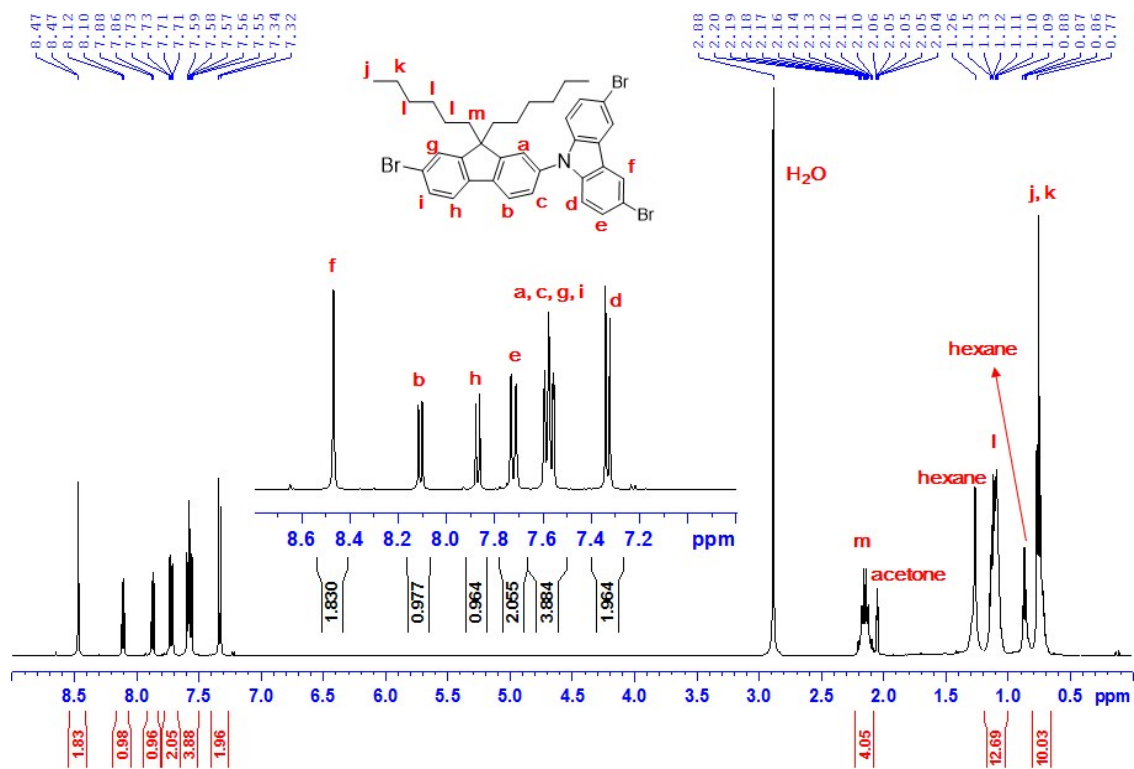 8.47 8.47 8.12 8.10 7.88 7.86 7.73 7.73 7.71 7.71 7.59 7.58 7.57 7.56 7.55 7.34 7.32
2.88 2.20 2.19 2.18 2.17 2.16 2.14 2.13 2.12 2.11 2.10 2.06 2.05 2.05 2.05 2.04 1.26 1.15 1.13 1.12 1.11 1.10 1.09 0.88 0.87 0.86 0.77
j k
l l l m
Br
g a
Br N f
i h b c d
e Br
H₂O
j, k
f
a, c, g, i
d
hexane
e
b h
l
hexane
m
acetone
8.6 8.4 8.2 8.0 7.8 7.6 7.4 7.2 ppm
1.830 0.977 0.964 2.055 3.884 1.964
8.5 8.0 7.5 7.0 6.5 6.0 5.5 5.0 4.5 4.0 3.5 3.0 2.5 2.0 1.5 1.0 0.5 ppm
1.83 0.98 0.96 2.05 3.88 1.96 4.05 12.69 10.03